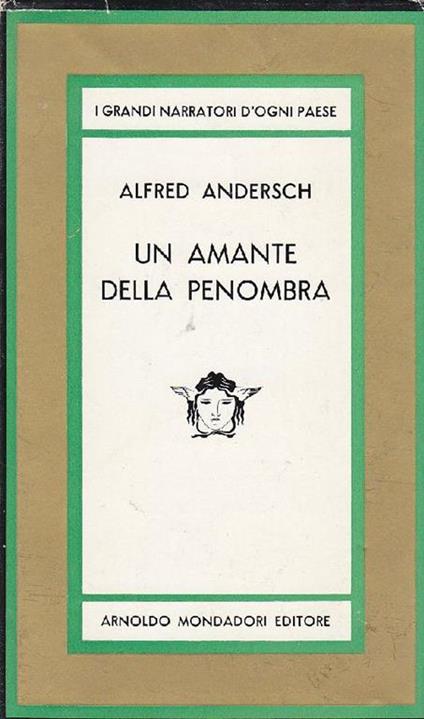 I GRANDI NARRATORI D'OGNI PAESE
ALFRED ANDERSCH
UN AMANTE
DELLA PENOMBRA
ARNOLDO MONDADORI EDITORE